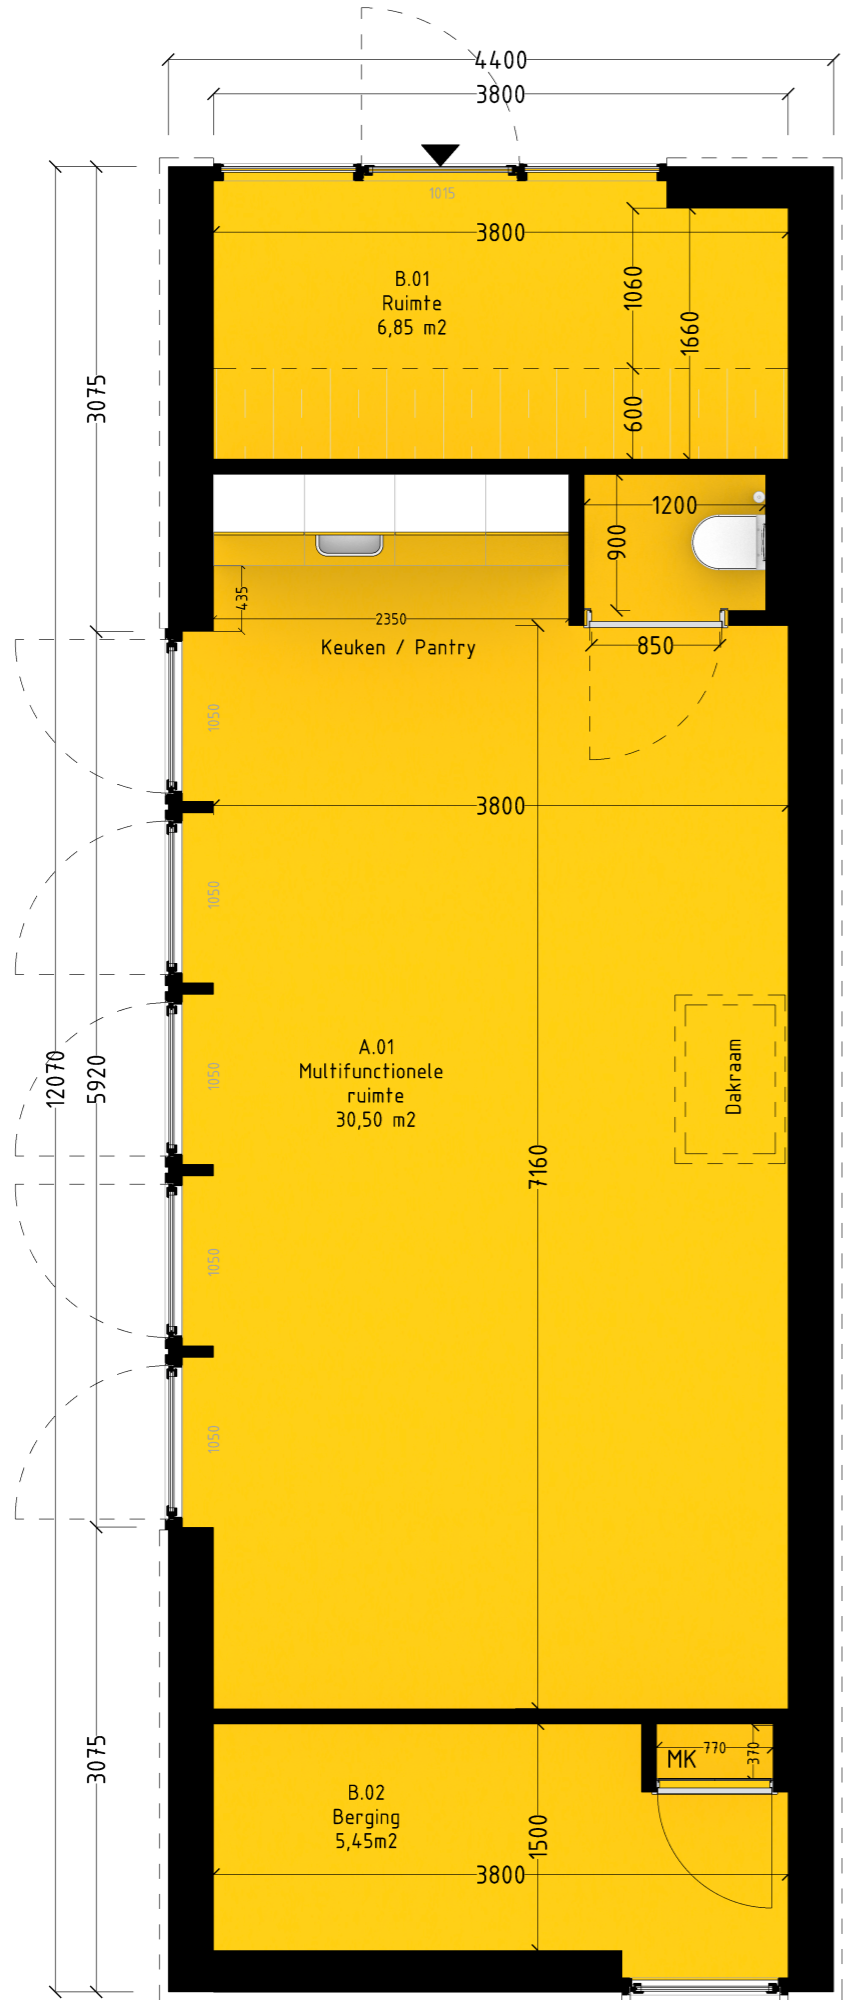 4400
3800
1015
3800
B.01
Ruimte
6,85 m2
1060
1660
600
3075
1200
900
435
2350
Keuken / Pantry
850
1050
3800
1050
12070
5920
1050
A.01
Multifunctionele
ruimte
30,50 m2
Dakraam
7160
1050
1050
3075
MK
770
370
B.02
Berging
5,45m2
1500
3800